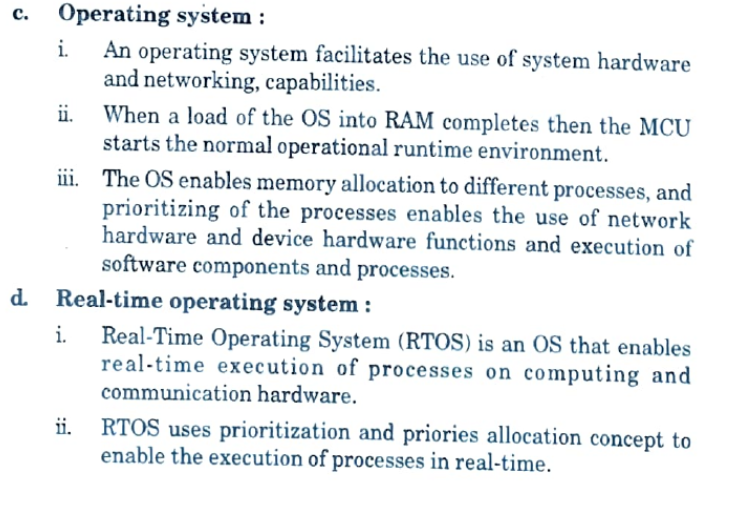 c. Operating system :
i. An operating system facilitates the use of system hardware
and networking, capabilities.
ii. When a load of the OS into RAM completes then the MCU
starts the normal operational runtime environment.
iii. The OS enables memory allocation to different processes, and
prioritizing of the processes enables the use of network
hardware and device hardware functions and execution of
software components and processes.
d. Real-time operating system :
i. Real-Time Operating System (RTOS) is an OS that enables
real-time execution of processes on computing and
communication hardware.
ii. RTOS uses prioritization and priories allocation concept to
enable the execution of processes in real-time.